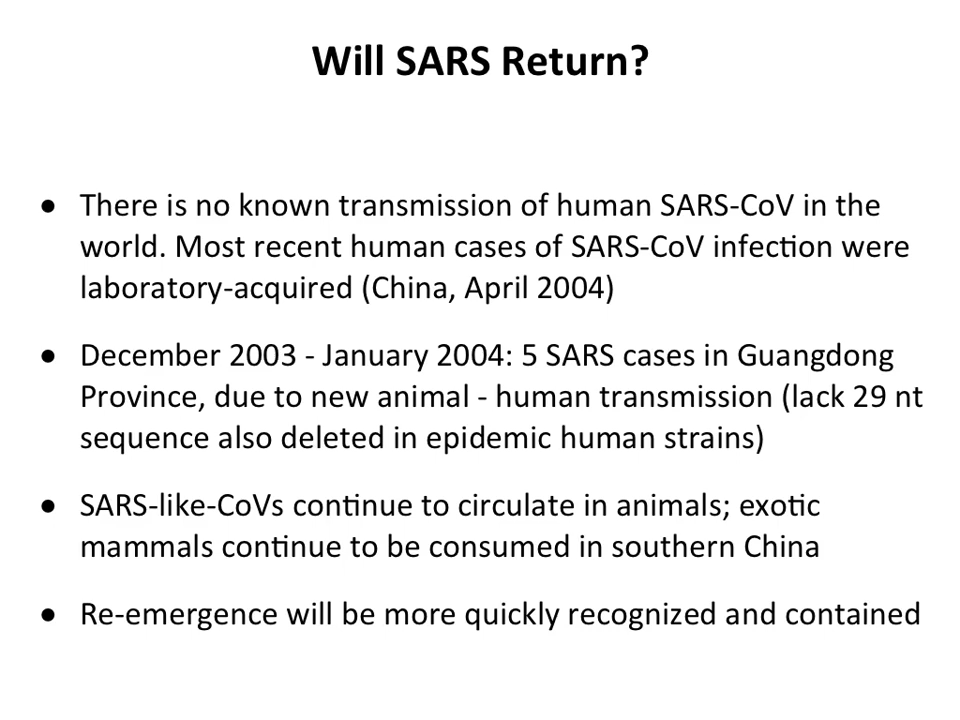 Will SARS Return?
● There is no known transmission of human SARS-CoV in the
world. Most recent human cases of SARS-CoV infection were
laboratory-acquired (China, April 2004)
● December 2003 - January 2004: 5 SARS cases in Guangdong
Province, due to new animal - human transmission (lack 29 nt
sequence also deleted in epidemic human strains)
● SARS-like-CoVs continue to circulate in animals; exotic
mammals continue to be consumed in southern China
● Re-emergence will be more quickly recognized and contained